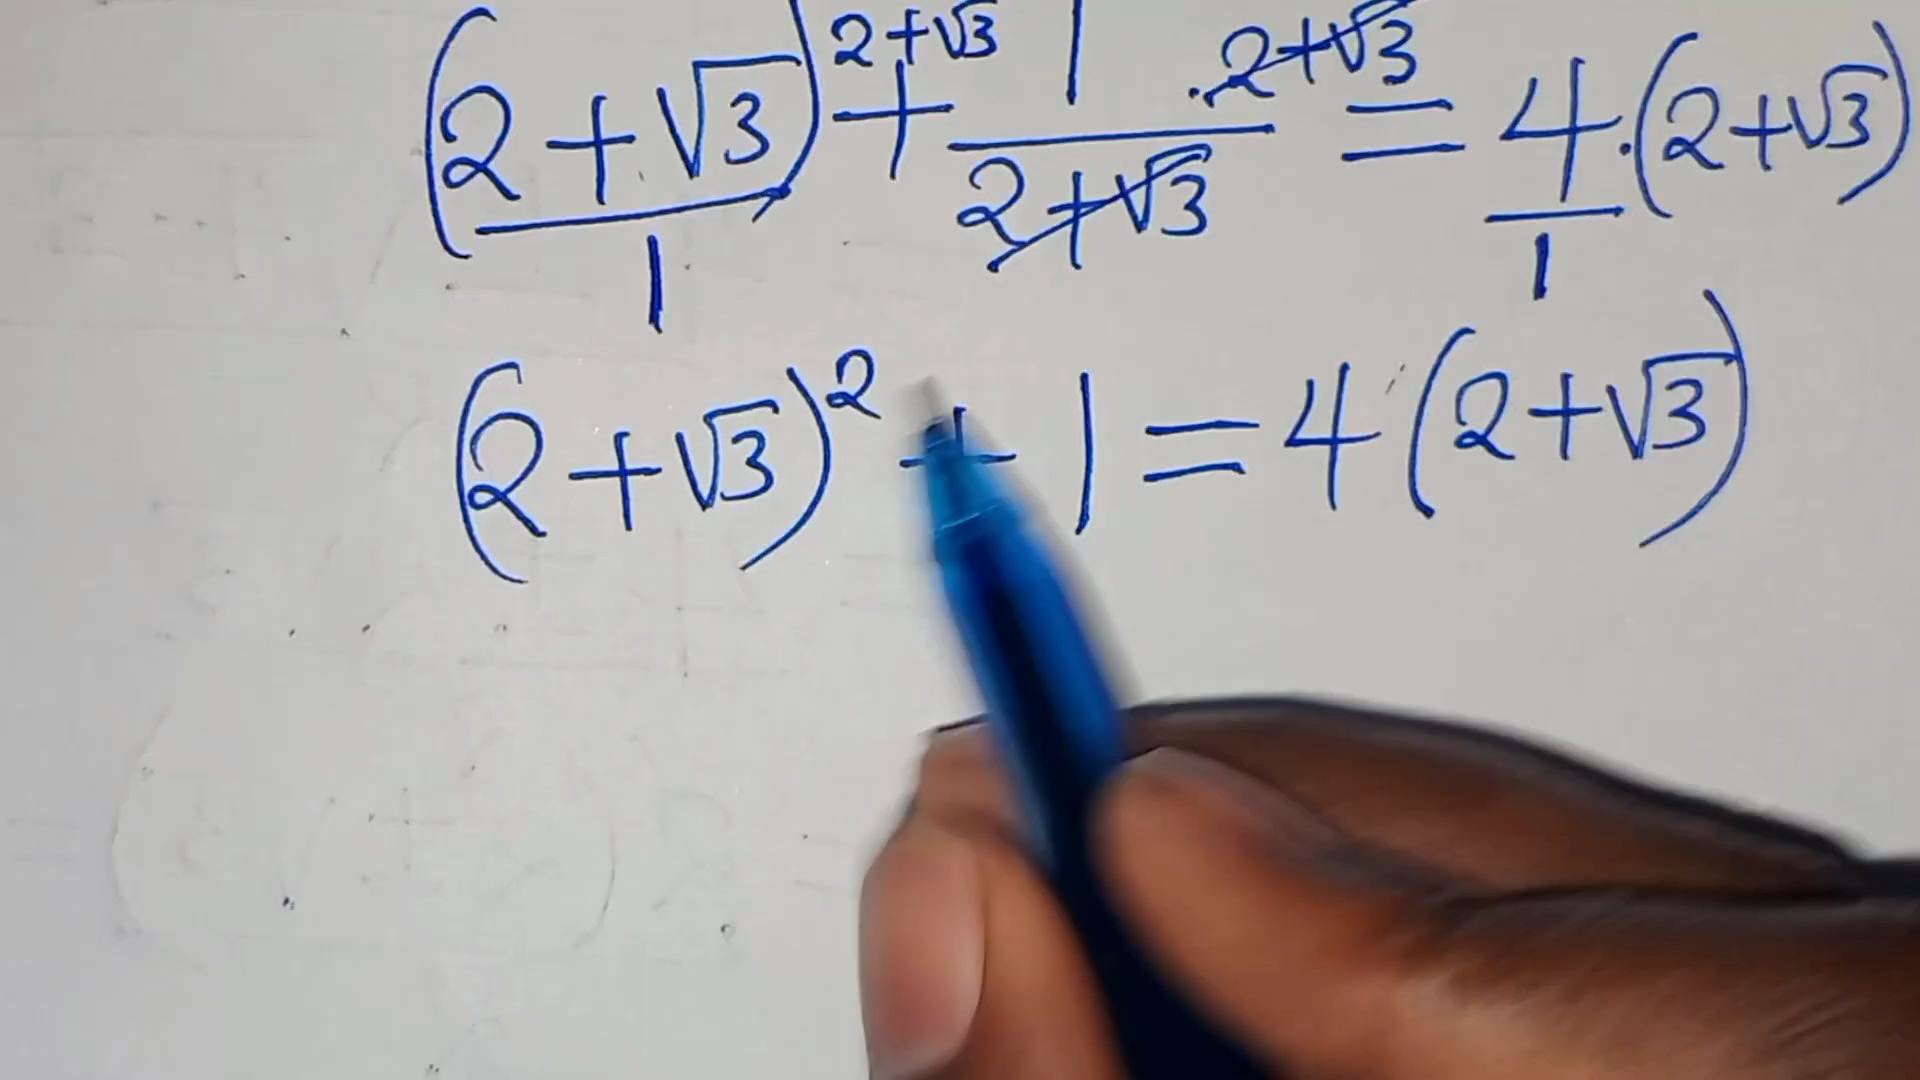 (2+√3)/1 2+√3 + 1/(2+√3) .2+√3 = 4/1 .(2+√3)
(2+√3)² + 1 = 4(2+√3)